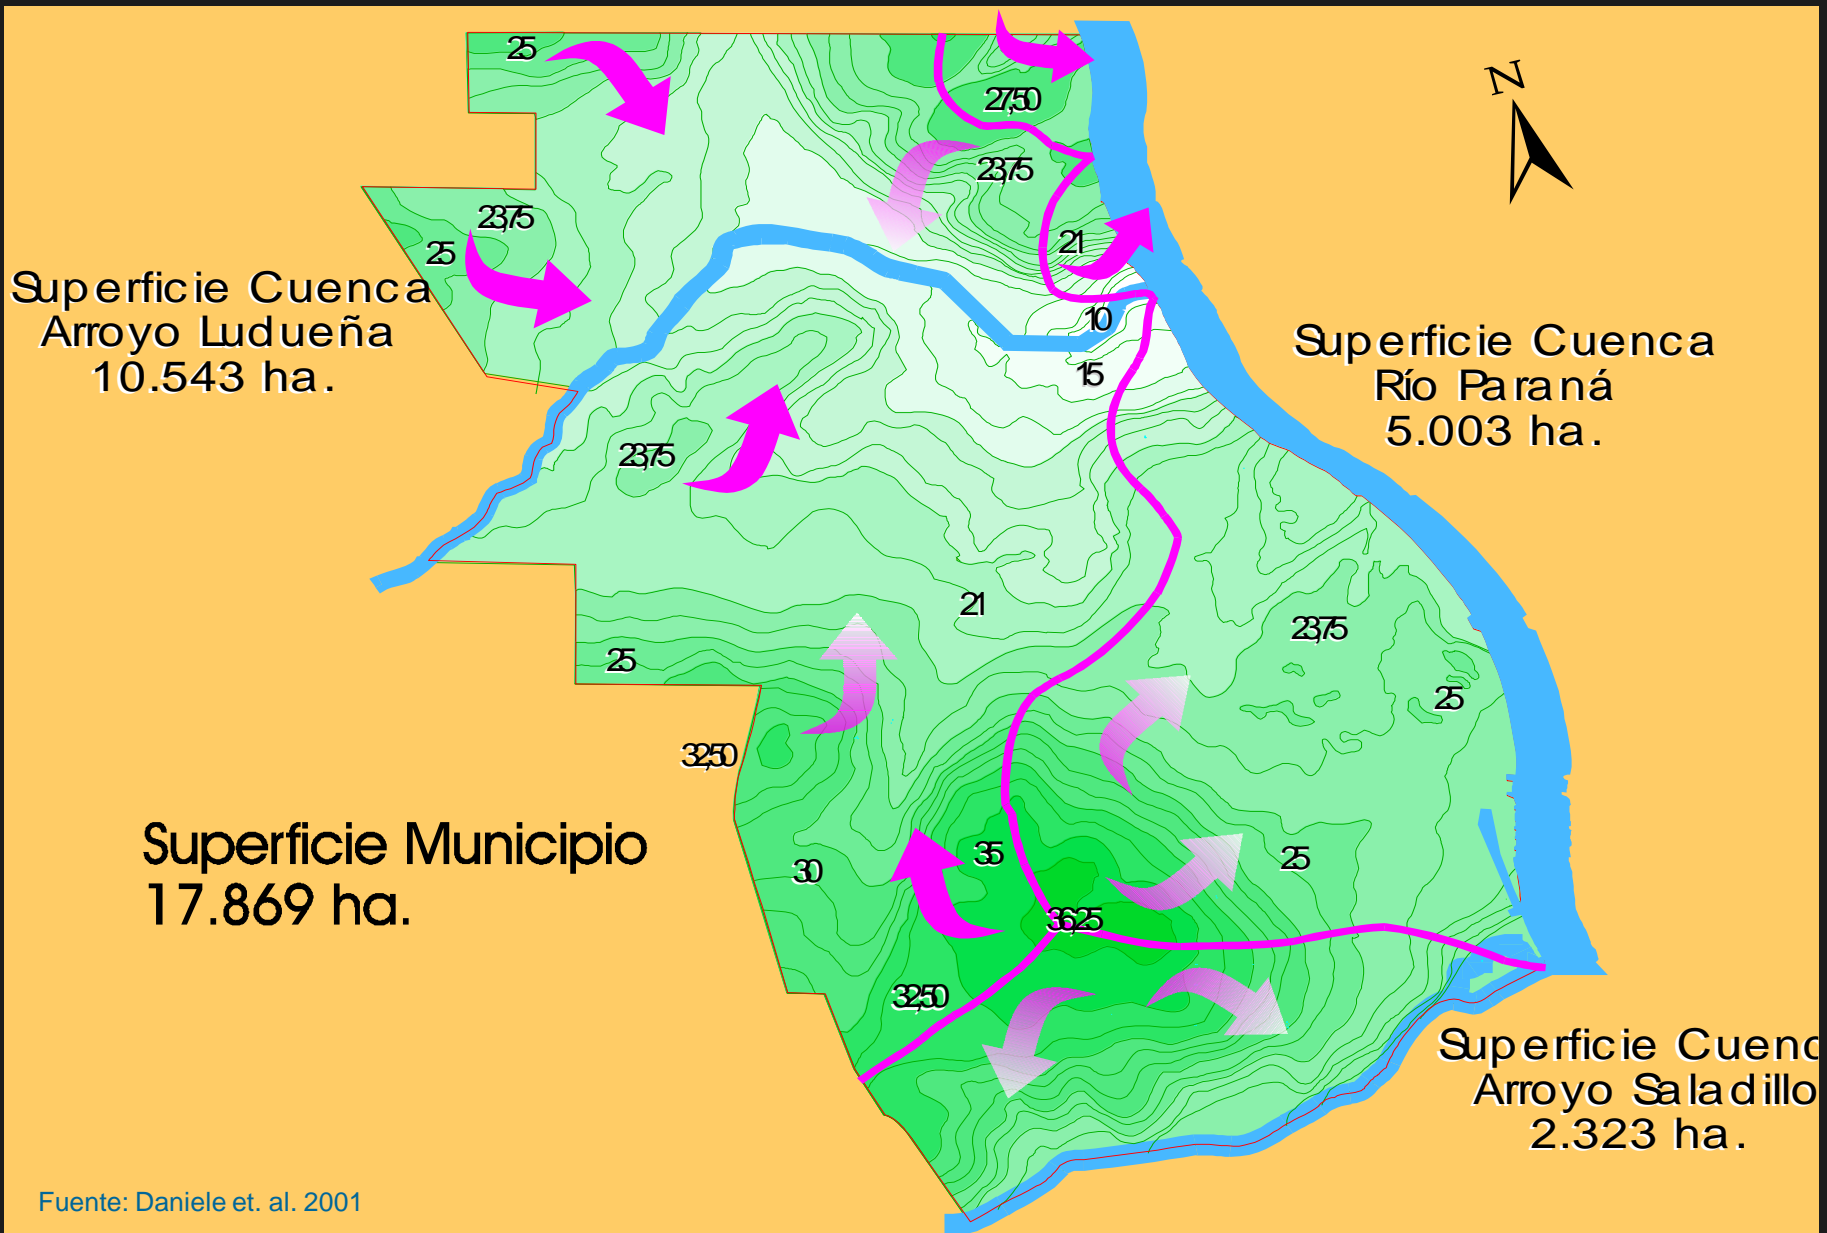 N
25
27,50
23,75
23,75
25
21
Superficie Cuenca
Arroyo Ludueña
10.543 ha.
10
15
Superficie Cuenca
Río Paraná
5.003 ha.
23,75
21
23,75
25
25
32,50
Superficie Municipio
17.869 ha.
30
35
25
36,25
32,50
Superficie Cuenc
Arroyo Saladillo
2.323 ha.
Fuente: Daniele et. al. 2001